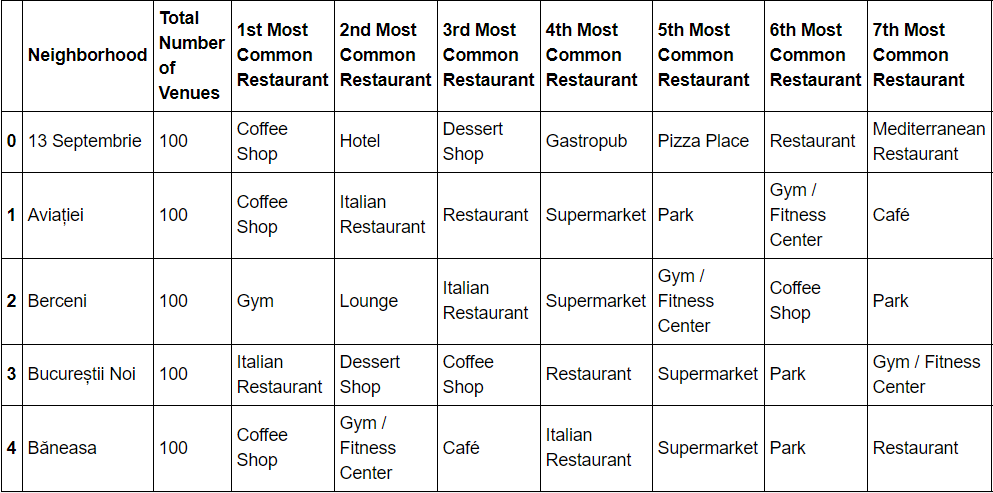 Neighborhood
Total
Number
of
Venues
1st Most
Common
Restaurant
2nd Most
Common
Restaurant
3rd Most
Common
Restaurant
4th Most
Common
Restaurant
5th Most
Common
Restaurant
6th Most
Common
Restaurant
7th Most
Common
Restaurant
0
13 Septembrie
100
Coffee
Shop
Hotel
Dessert
Shop
Gastropub
Pizza Place
Restaurant
Mediterranean
Restaurant
1
Aviației
100
Coffee
Shop
Italian
Restaurant
Restaurant
Supermarket
Park
Gym /
Fitness
Center
Café
2
Berceni
100
Gym
Lounge
Italian
Restaurant
Supermarket
Gym /
Fitness
Center
Coffee
Shop
Park
3
Bucureștii Noi
100
Italian
Restaurant
Dessert
Shop
Coffee
Shop
Restaurant
Supermarket
Park
Gym / Fitness
Center
4
Băneasa
100
Coffee
Shop
Gym /
Fitness
Center
Café
Italian
Restaurant
Supermarket
Park
Restaurant